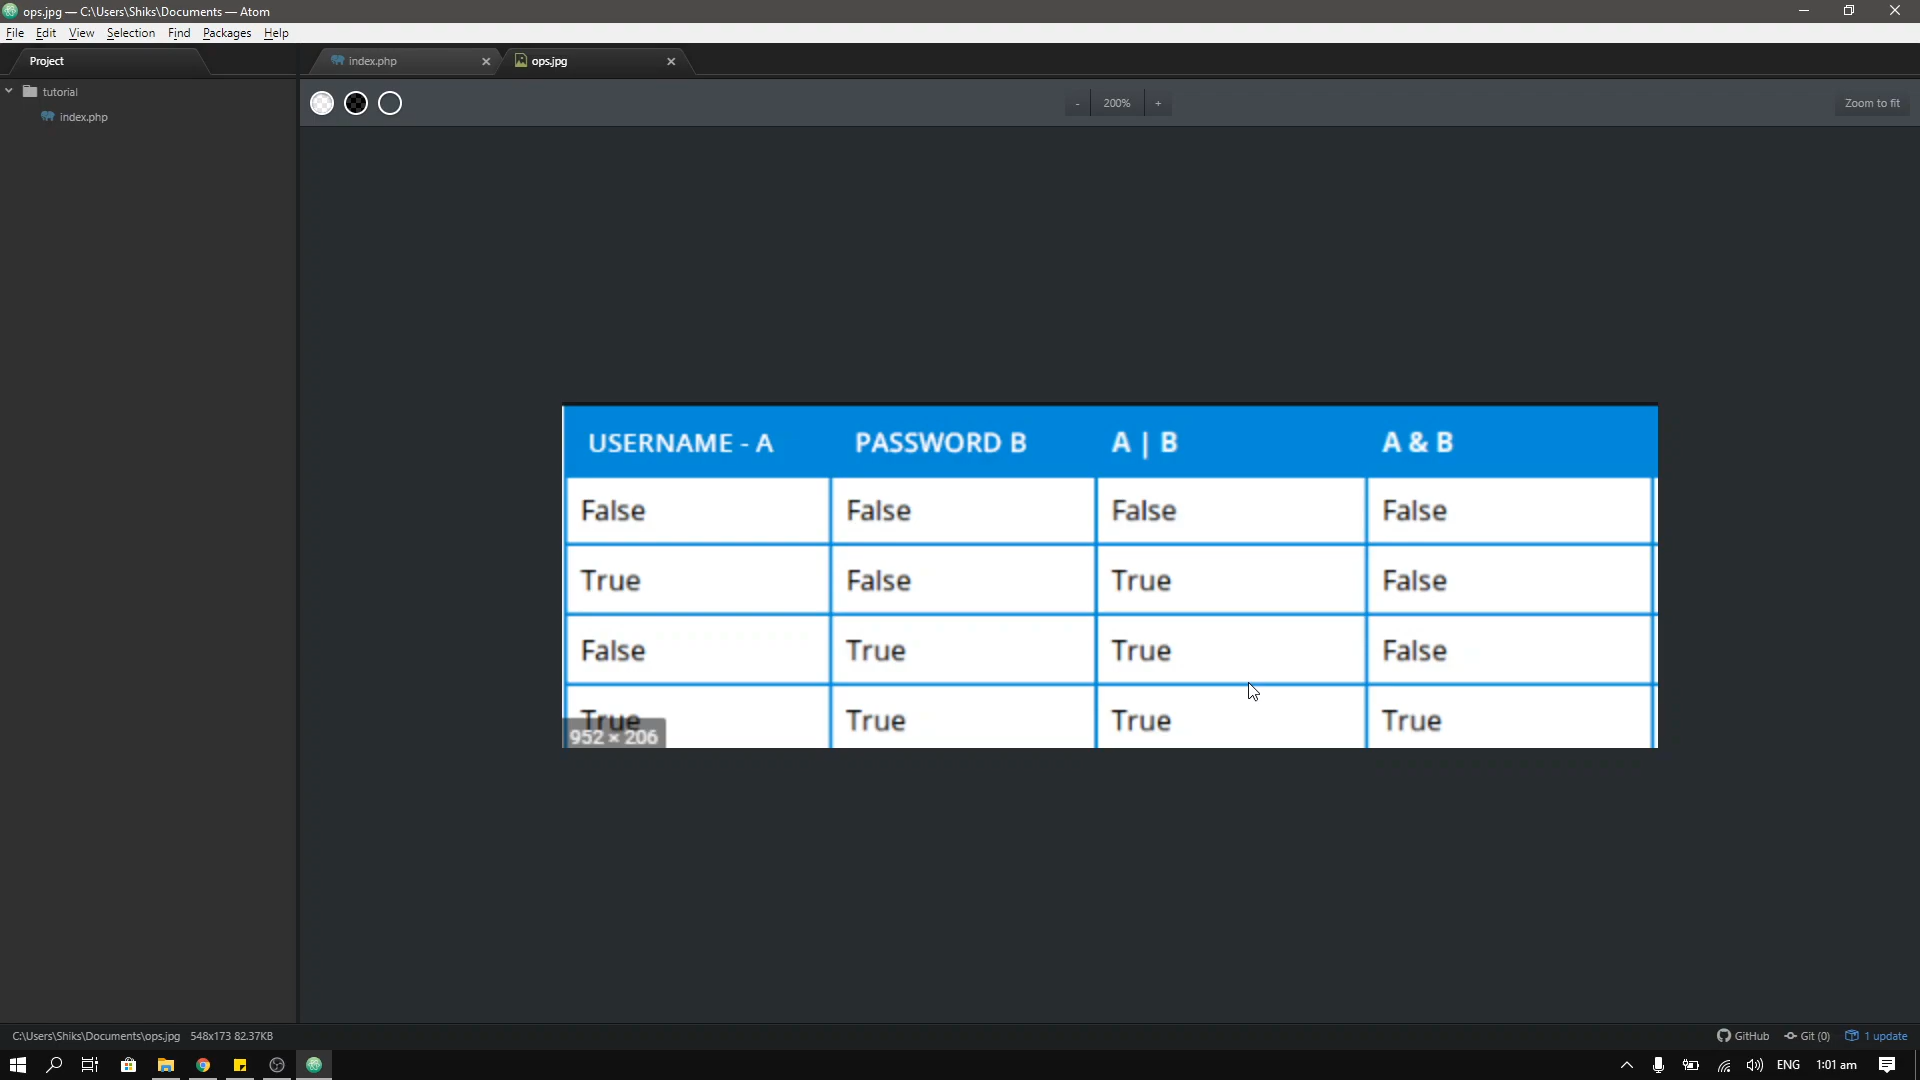 ops.jpg — C:\Users\Shiks\Documents — Atom
File Edit View Selection Find Packages Help
Project
index.php
ops.jpg
tutorial
index.php
- 200% +
Zoom to fit
USERNAME - A PASSWORD B A | B A & B
False False False False
True False True False
False True True False
True True True True
952 × 206
C:\Users\Shiks\Documents\ops.jpg 548x173 82.37KB
GitHub Git (0) 1 update
ENG 1:01 am